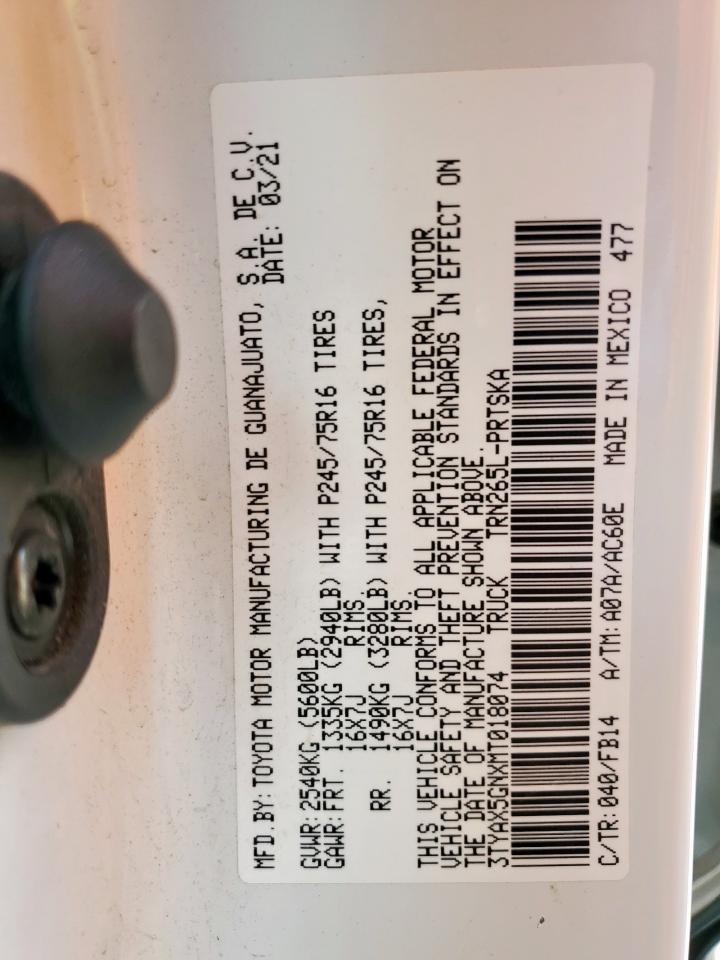 MFD.BY:TOYOTA MOTOR MANUFACTURING DE GUANAJUATO, S.A. DE C.V.
DATE: 03/21
GVWR:2540KG (5600LB)
GAWR:FRT. 1335KG (2940LB) WITH P245/75R16 TIRES
16X7J RIMS.
RR. 1490KG (3280LB) WITH P245/75R16 TIRES,
16X7J RIMS
THIS VEHICLE CONFORMS TO ALL APPLICABLE FEDERAL MOTOR
VEHICLE SAFETY AND THEFT PREVENTION STANDARDS IN EFFECT ON
THE DATE OF MANUFACTURE SHOWN ABOVE.
3TYAX5GNXMT018074 TRUCK TRN265L-PRTSKA
C/TR:040/FB14 A/TM:A07A/AC60E MADE IN MEXICO 477